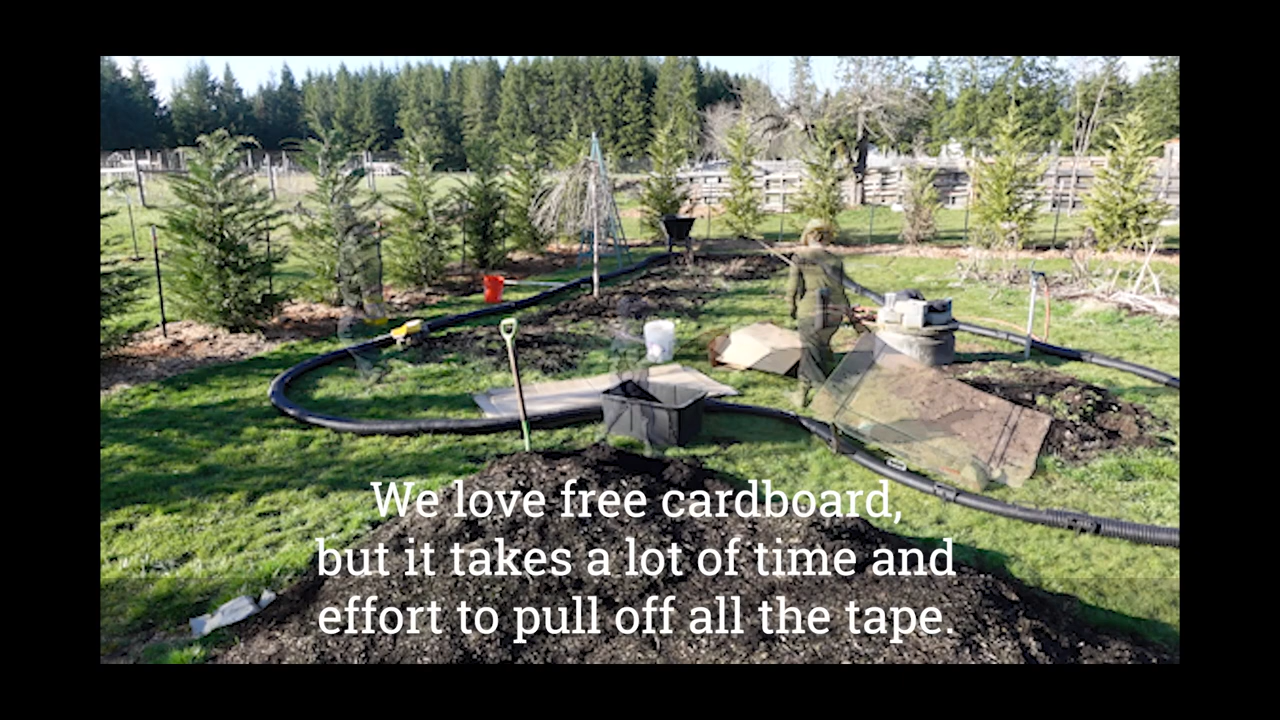 We love free cardboard,
but it takes a lot of time and
effort to pull off all the tape.